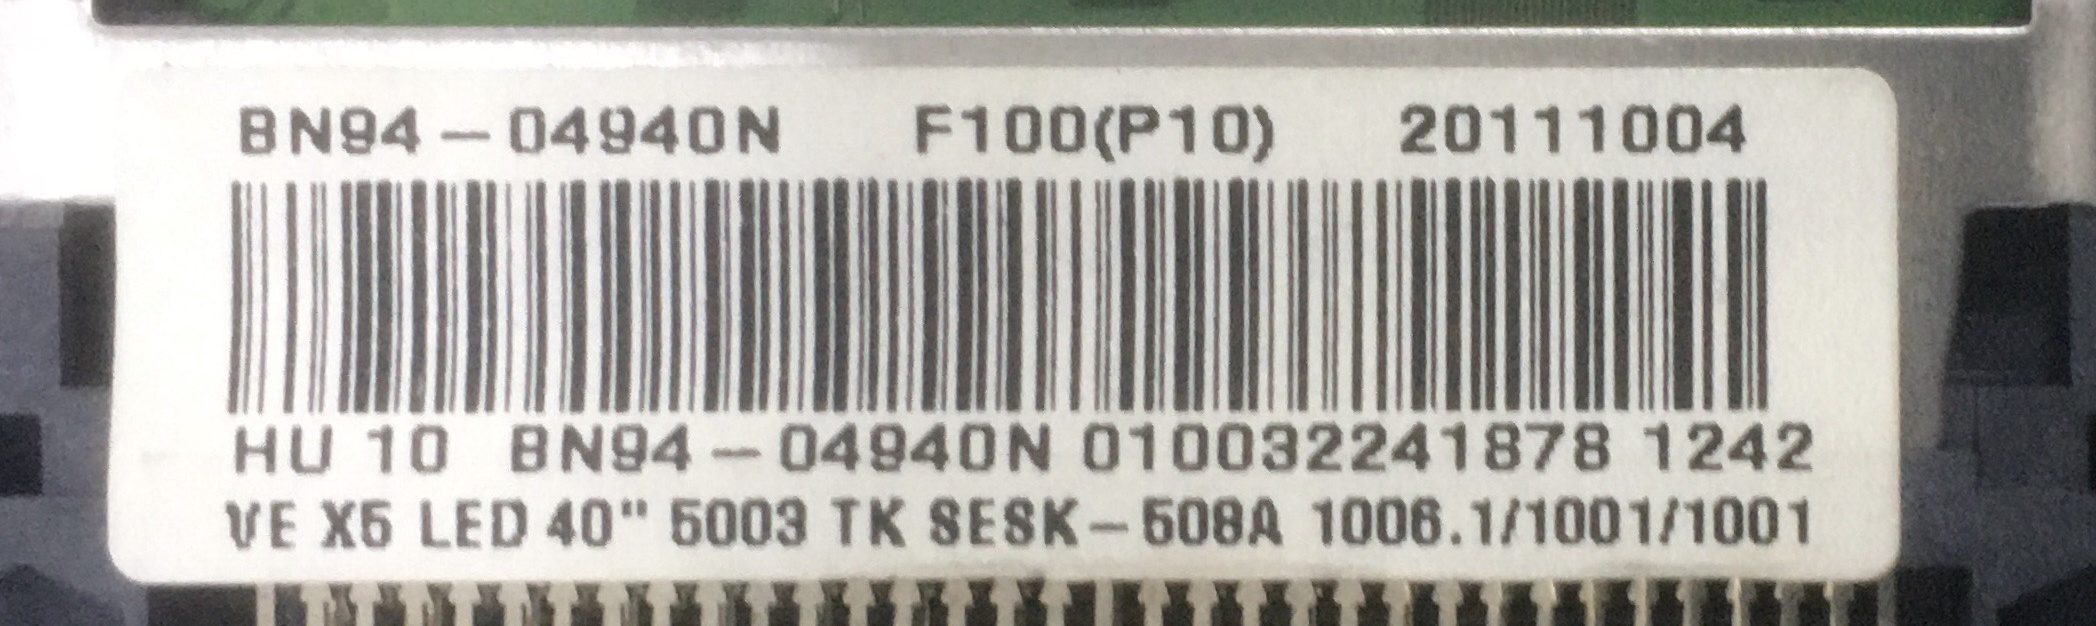 BN94-04940N F100(P10) 20111004
HU 10 BN94-04940N 010032241878 1242
VE X5 LED 40" 5003 TK SESK-508A 1006.1/1001/1001